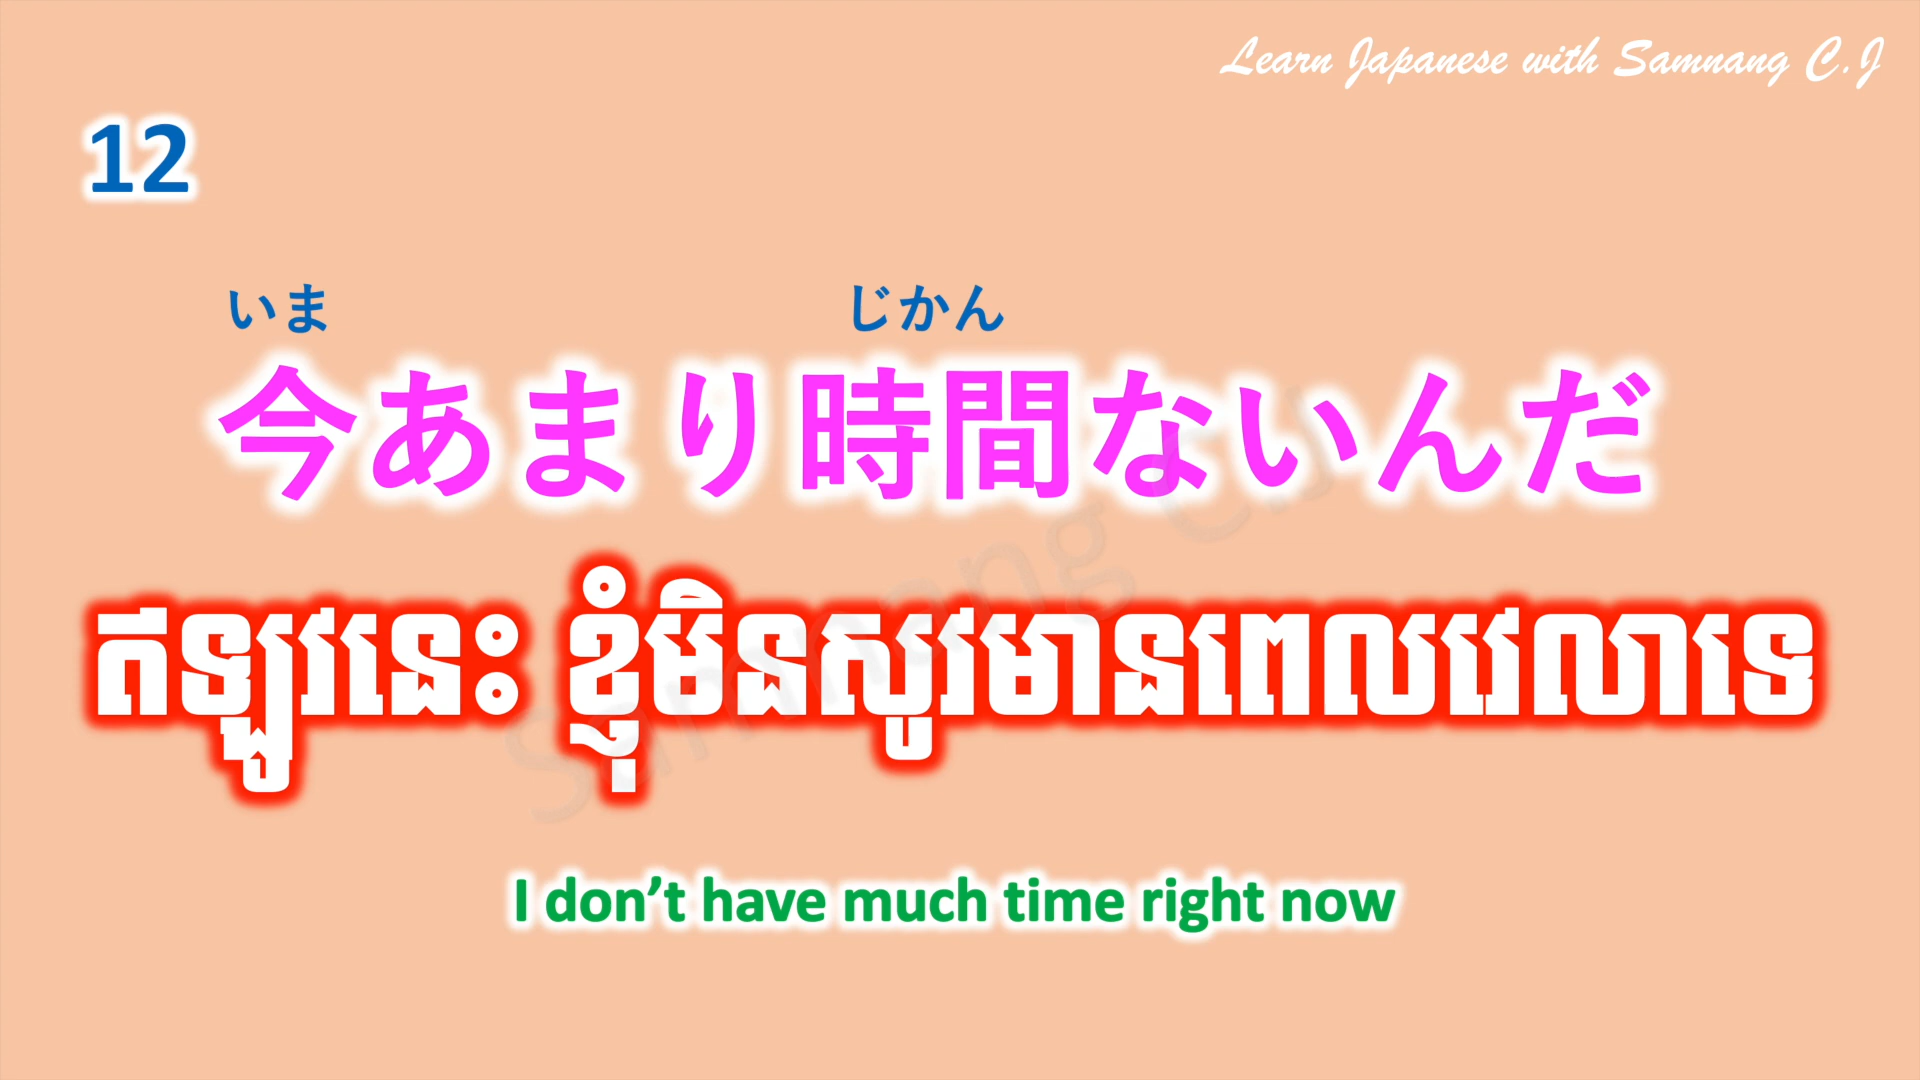 Learn Japanese with Samnang C.J
12
いま じかん
今あまり時間ないんだ
ឥឡូវនេះ ខ្ញុំមិនសូវមានពេលវេលាទេ
I don’t have much time right now
Samnang C.J